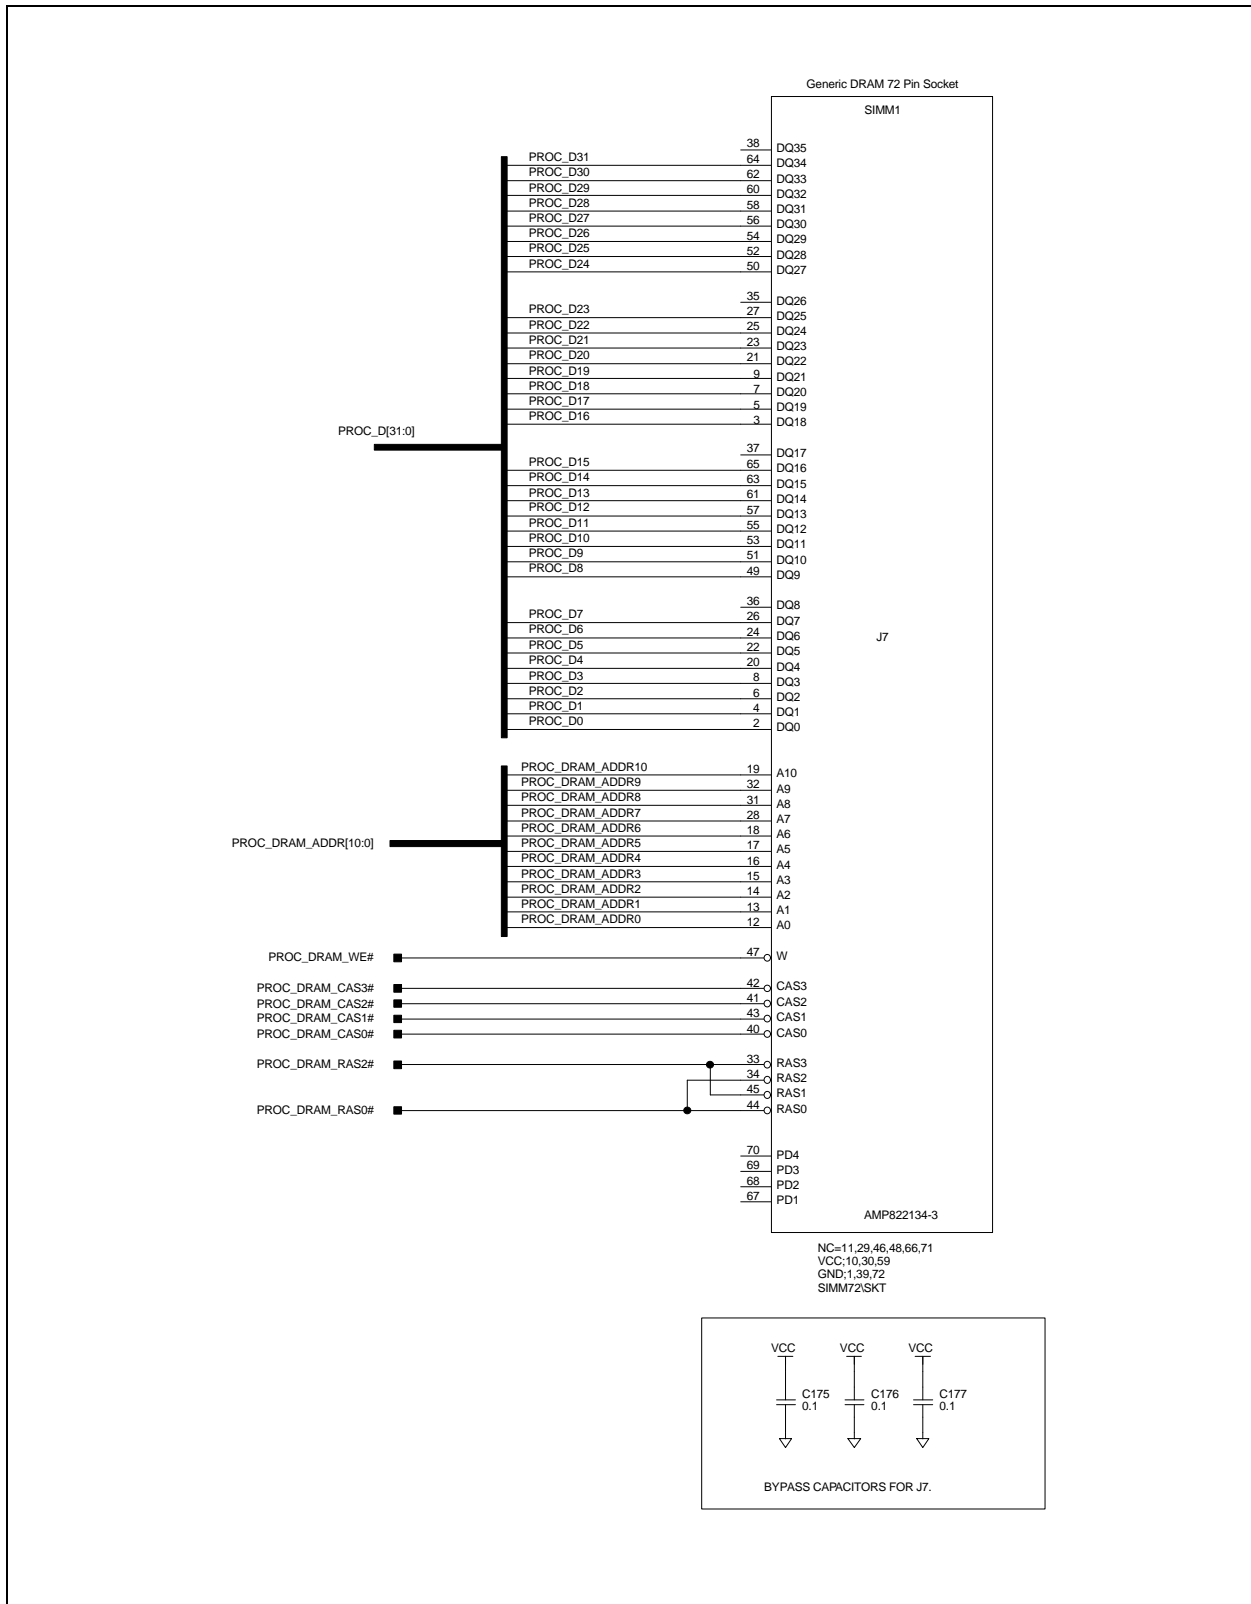 Generic DRAM 72 Pin Socket
SIMM1
38 DQ35
PROC_D31 64 DQ34
PROC_D30 62 DQ33
PROC_D29 60 DQ32
PROC_D28 58 DQ31
PROC_D27 56 DQ30
PROC_D26 54 DQ29
PROC_D25 52 DQ28
PROC_D24 50 DQ27
35 DQ26
PROC_D23 27 DQ25
PROC_D22 25 DQ24
PROC_D21 23 DQ23
PROC_D20 21 DQ22
PROC_D19 9 DQ21
PROC_D18 7 DQ20
PROC_D17 5 DQ19
PROC_D16 3 DQ18
PROC_D[31:0]
37 DQ17
PROC_D15 65 DQ16
PROC_D14 63 DQ15
PROC_D13 61 DQ14
PROC_D12 57 DQ13
PROC_D11 55 DQ12
PROC_D10 53 DQ11
PROC_D9 51 DQ10
PROC_D8 49 DQ9
36 DQ8
PROC_D7 26 DQ7
PROC_D6 24 DQ6
PROC_D5 22 DQ5
J7
PROC_D4 20 DQ4
PROC_D3 8 DQ3
PROC_D2 6 DQ2
PROC_D1 4 DQ1
PROC_D0 2 DQ0
PROC_DRAM_ADDR10 19 A10
PROC_DRAM_ADDR9 32 A9
PROC_DRAM_ADDR8 31 A8
PROC_DRAM_ADDR7 28 A7
PROC_DRAM_ADDR6 18 A6
PROC_DRAM_ADDR[10:0]
PROC_DRAM_ADDR5 17 A5
PROC_DRAM_ADDR4 16 A4
PROC_DRAM_ADDR3 15 A3
PROC_DRAM_ADDR2 14 A2
PROC_DRAM_ADDR1 13 A1
PROC_DRAM_ADDR0 12 A0
PROC_DRAM_WE# 47 W
PROC_DRAM_CAS3# 42 CAS3
PROC_DRAM_CAS2# 41 CAS2
PROC_DRAM_CAS1# 43 CAS1
PROC_DRAM_CAS0# 40 CAS0
PROC_DRAM_RAS2# 33 RAS3
34 RAS2
45 RAS1
PROC_DRAM_RAS0# 44 RAS0
70 PD4
69 PD3
68 PD2
67 PD1
AMP822134-3
NC=11,29,46,48,66,71
VCC;10,30,59
GND;1,39,72
SIMM72\SKT
VCC VCC VCC
C175 C176 C177
0.1 0.1 0.1
BYPASS CAPACITORS FOR J7.